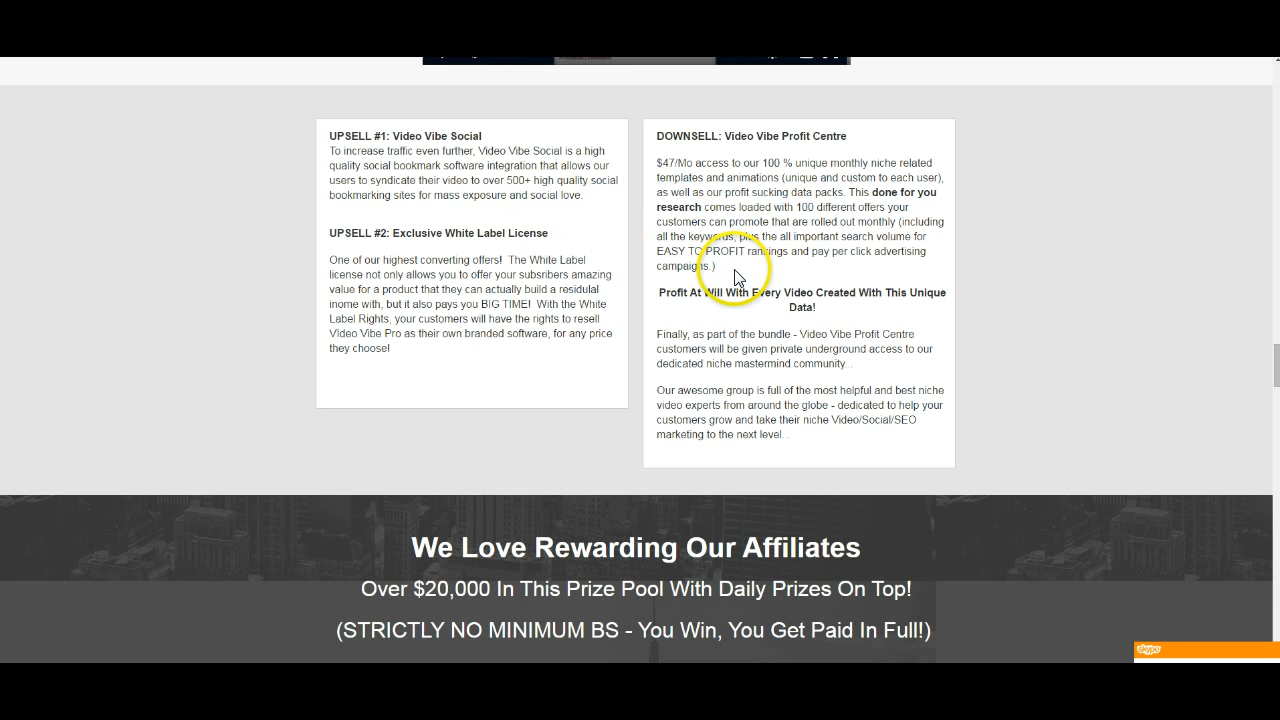 UPSELL #1: Video Vibe Social
To increase traffic even further, Video Vibe Social is a high
quality social bookmark software integration that allows our
users to syndicate their video to over 500+ high quality social
bookmarking sites for mass exposure and social love.
UPSELL #2: Exclusive White Label License
One of our highest converting offers! The White Label
license not only allows you to offer your subsribers amazing
value for a product that they can actually build a residulal
inome with, but it also pays you BIG TIME! With the White
Label Rights, your customers will have the rights to resell
VIdeo Vibe Pro as their own branded software, for any price
they choose!
DOWNSELL: Video Vibe Profit Centre
$47/Mo access to our 100 % unique monthly niche related
templates and animations (unique and custom to each user),
as well as our profit sucking data packs. This done for you
research comes loaded with 100 different offers your
customers can promote that are rolled out monthly (including
all the keywords, plus the all important search volume for
EASY TO PROFIT rankings and pay per click advertising
campaigns.)
Profit At Will With Every Video Created With This Unique
Data!
Finally, as part of the bundle - Video Vibe Profit Centre
customers will be given private underground access to our
dedicated niche mastermind community...
Our awesome group is full of the most helpful and best niche
video experts from around the globe - dedicated to help your
customers grow and take their niche Video/Social/SEO
marketing to the next level...
We Love Rewarding Our Affiliates
Over $20,000 In This Prize Pool With Daily Prizes On Top!
(STRICTLY NO MINIMUM BS - You Win, You Get Paid In Full!)
skype